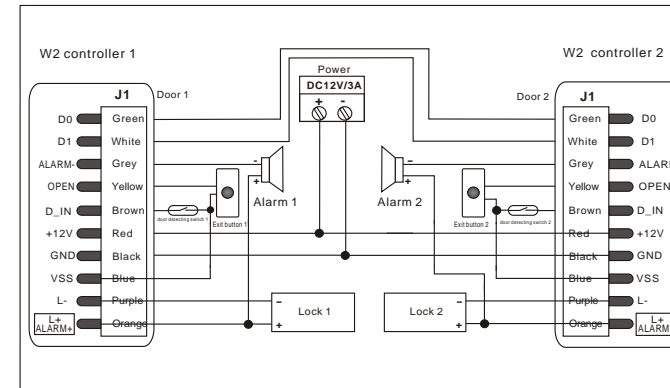 W2 controller 1
W2 controller 2
Power
DC12V/3A
+ -
J1
Door 1
Door 2
J1
D0 Green
D1 White
ALARM- Grey
OPEN Yellow
D_IN Brown
+12V Red
GND Black
VSS Blue
L- Purple
L+
ALARM+
Orange
-
+
Alarm 1
Exit button 1
door detecting switch 1
-
+
Alarm 2
Exit button 2
door detecting switch 2
-
Lock 1
+
-
Lock 2
+
Green D0
White D1
Grey ALAR
Yellow OPEN
Brown D_IN
Red +12V
Black GND
Blue VSS
Purple L-
Orange
L+
ALARM